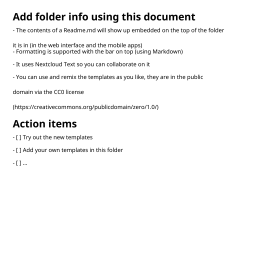 Add folder info using this document
- The contents of a Readme.md will show up embedded on the top of the folder
it is in (in the web interface and the mobile apps)
- Formatting is supported with the bar on top (using Markdown)
- It uses Nextcloud Text so you can collaborate on it
- You can use and remix the templates as you like, they are in the public
domain via the CC0 license
(https://creativecommons.org/publicdomain/zero/1.0/)
Action items
- [ ] Try out the new templates
- [ ] Add your own templates in this folder
- [ ] ...